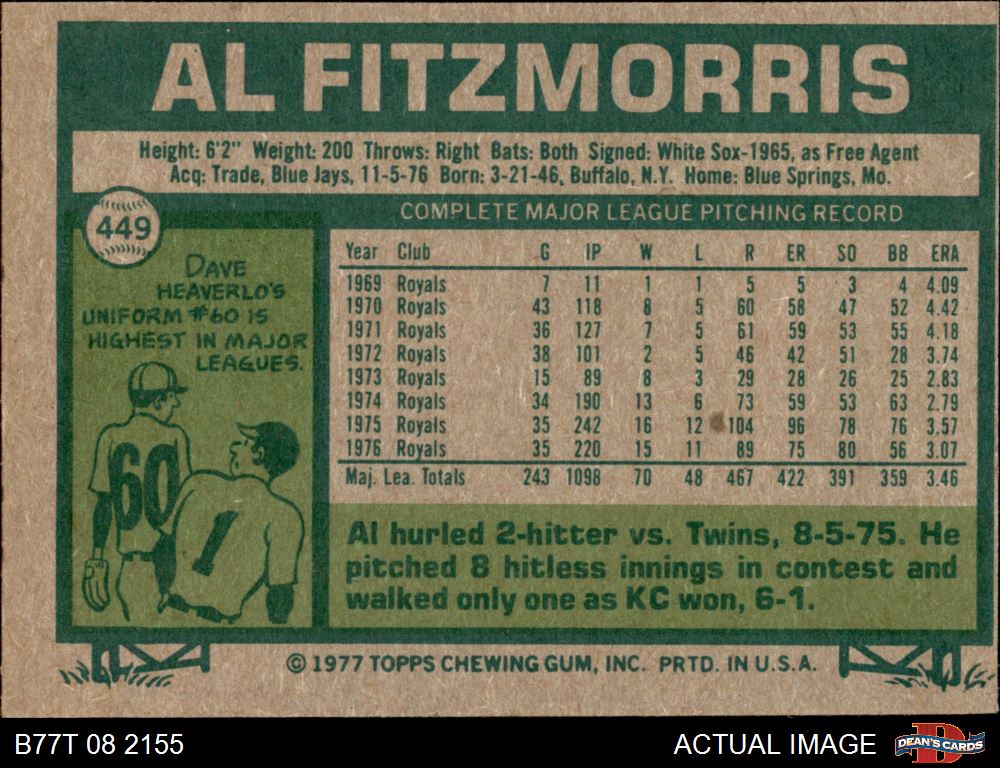 AL FITZMORRIS
Height: 6'2" Weight: 200 Throws: Right Bats: Both Signed: White Sox-1965, as Free Agent
Acq: Trade, Blue Jays, 11-5-76 Born: 3-21-46, Buffalo, N.Y. Home: Blue Springs, Mo.
449
DAVE
HEAVERLO'S
UNIFORM #60 IS
HIGHEST IN MAJOR
LEAGUES.
60
1
COMPLETE MAJOR LEAGUE PITCHING RECORD
Year Club G IP W L R ER SO BB ERA
1969 Royals 7 11 1 1 5 5 3 4 4.09
1970 Royals 43 118 8 5 60 58 47 52 4.42
1971 Royals 36 127 7 5 61 59 53 55 4.18
1972 Royals 38 101 2 5 46 42 51 28 3.74
1973 Royals 15 89 8 3 29 28 26 25 2.83
1974 Royals 34 190 13 6 73 59 53 63 2.79
1975 Royals 35 242 16 12 104 96 78 76 3.57
1976 Royals 35 220 15 11 89 75 80 56 3.07
Maj. Lea. Totals 243 1098 70 48 467 422 391 359 3.46
Al hurled 2-hitter vs. Twins, 8-5-75. He
pitched 8 hitless innings in contest and
walked only one as KC won, 6-1.
© 1977 TOPPS CHEWING GUM, INC. PRTD. IN U.S.A.
B77T 08 2155
ACTUAL IMAGE
D
DEAN'S CARDS